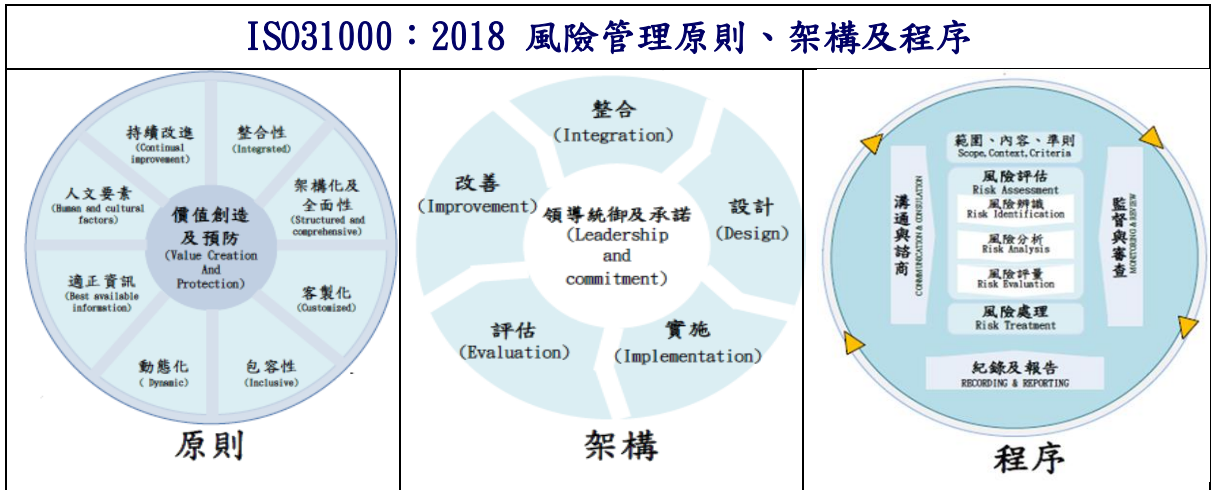 ISO31000：2018 風險管理原則、架構及程序
持續改進
(Continual
improvement)
整合性
(Integrated)
人文要素
(Human and cultural
factors)
架構化及
全面性
(Structured and
comprehensive)
價值創造
及預防
(Value Creation
And
Protection)
適正資訊
(Best available
information)
客製化
(Customized)
動態化
( Dynamic)
包容性
(Inclusive)
原則
整合
(Integration)
改善
(Improvement)
領導統御及承諾
(Leadership
and
commitment)
設計
(Design)
評估
(Evaluation)
實施
(Implementation)
架構
範圍、內容、準則
Scope,Context,Criteria
風險評估
Risk Assessment
風險辨識
Risk Identification
風險分析
Risk Analysis
風險評量
Risk Evaluation
風險處理
Risk Treatment
溝通與諮商
COMMUNICATION & CONSULATION
監督與審查
MONITORING & REVIEW
紀錄及報告
RECORDING & REPORTING
程序